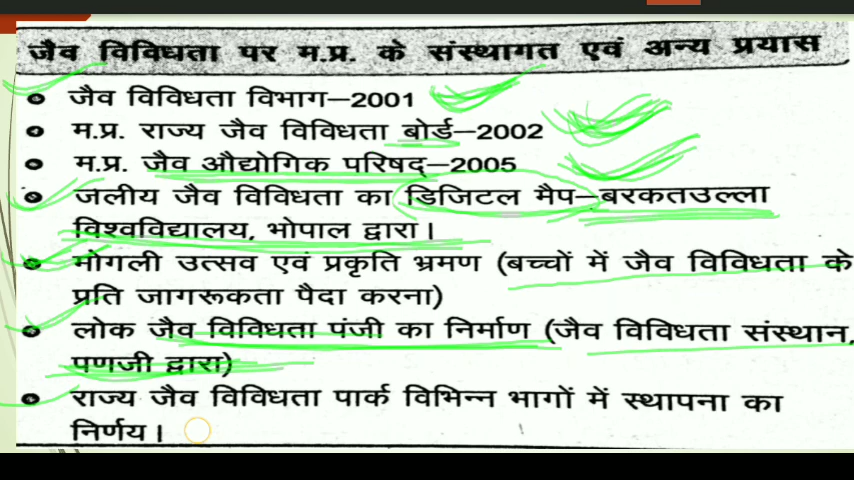 जैव विविधता पर म.प्र. के संस्थागत एवं अन्य प्रयास
जैव विविधता विभाग–2001
म.प्र. राज्य जैव विविधता बोर्ड–2002
म.प्र. जैव औद्योगिक परिषद्–2005
जलीय जैव विविधता का डिजिटल मैप–बरकतउल्ला
विश्वविद्यालय, भोपाल द्वारा।
मोगली उत्सव एवं प्रकृति भ्रमण (बच्चों में जैव विविधता के
प्रति जागरूकता पैदा करना)
लोक जैव विविधता पंजी का निर्माण (जैव विविधता संस्थान,
पणजी द्वारा)
राज्य जैव विविधता पार्क विभिन्न भागों में स्थापना का
निर्णय।